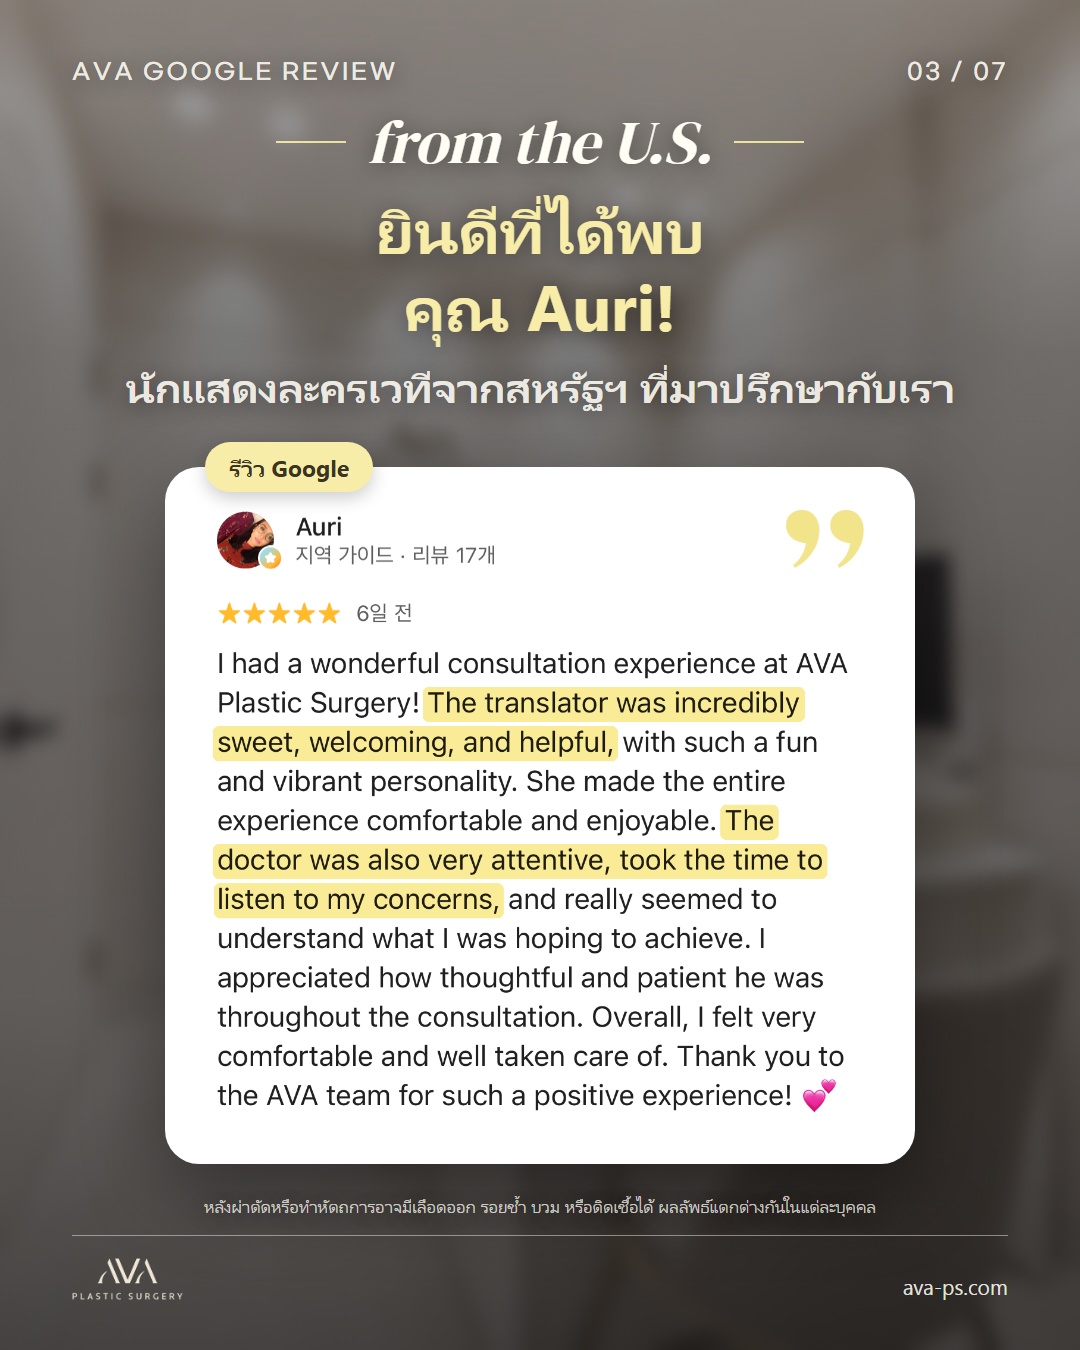 AVA GOOGLE REVIEW
03 / 07
from the U.S.
ยินดีที่ได้พบ
คุณ Auri!
นักแสดงละครเวทีจากสหรัฐฯ ที่มาปรึกษากับเรา
รีวิว Google
Auri
지역 가이드 · 리뷰 17개
6일 전
I had a wonderful consultation experience at AVA
Plastic Surgery! The translator was incredibly
sweet, welcoming, and helpful, with such a fun
and vibrant personality. She made the entire
experience comfortable and enjoyable. The
doctor was also very attentive, took the time to
listen to my concerns, and really seemed to
understand what I was hoping to achieve. I
appreciated how thoughtful and patient he was
throughout the consultation. Overall, I felt very
comfortable and well taken care of. Thank you to
the AVA team for such a positive experience! 💕
หลังผ่าตัดหรือทำหัตถการอาจมีเลือดออก รอยช้ำ บวม หรือติดเชื้อได้ ผลลัพธ์แตกต่างกันในแต่ละบุคคล
AVA
PLASTIC SURGERY
ava-ps.com